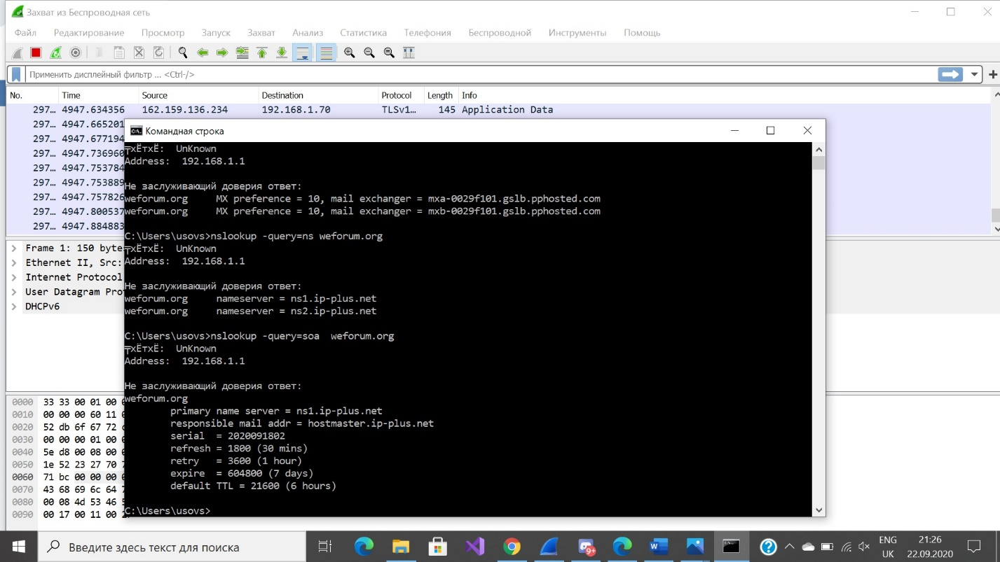 Захват из Беспроводная сеть
Файл Редактирование Просмотр Запуск Захват Анализ Статистика Телефония Беспроводной Инструменты Помощь
Применить дисплейный фильтр ... <Ctrl-/>
No. Time Source Destination Protocol Length Info
297… 4947.634356 162.159.136.234 192.168.1.70 TLSv1… 145 Application Data
297… 4947.665201
297… 4947.677194
297… 4947.736960
297… 4947.753784
297… 4947.753889
297… 4947.757826
297… 4947.800537
297… 4947.884883
Frame 1: 150 byte
Ethernet II, Src:
Internet Protocol
User Datagram Pro
DHCPv6
0000 33 33 00 01 00
0010 00 00 00 60 11
0020 52 db 6f 67 72
0030 00 00 00 01 00
0040 5e d8 00 08 00
0050 1e 52 23 27 70
0060 71 bc 00 00 00
0070 43 68 69 6c 64
0080 00 08 4d 53 46
0090 00 17 00 11 00
Командная строка
╤хЁтхЁ: UnKnown
Address: 192.168.1.1
Не заслуживающий доверия ответ:
weforum.org MX preference = 10, mail exchanger = mxa-0029f101.gslb.pphosted.com
weforum.org MX preference = 10, mail exchanger = mxb-0029f101.gslb.pphosted.com
C:\Users\usovs>nslookup -query=ns weforum.org
╤хЁтхЁ: UnKnown
Address: 192.168.1.1
Не заслуживающий доверия ответ:
weforum.org nameserver = ns1.ip-plus.net
weforum.org nameserver = ns2.ip-plus.net
C:\Users\usovs>nslookup -query=soa weforum.org
╤хЁтхЁ: UnKnown
Address: 192.168.1.1
Не заслуживающий доверия ответ:
weforum.org
primary name server = ns1.ip-plus.net
responsible mail addr = hostmaster.ip-plus.net
serial = 2020091802
refresh = 1800 (30 mins)
retry = 3600 (1 hour)
expire = 604800 (7 days)
default TTL = 21600 (6 hours)
C:\Users\usovs>
Введите здесь текст для поиска
9+
ENG
UK
21:26
22.09.2020